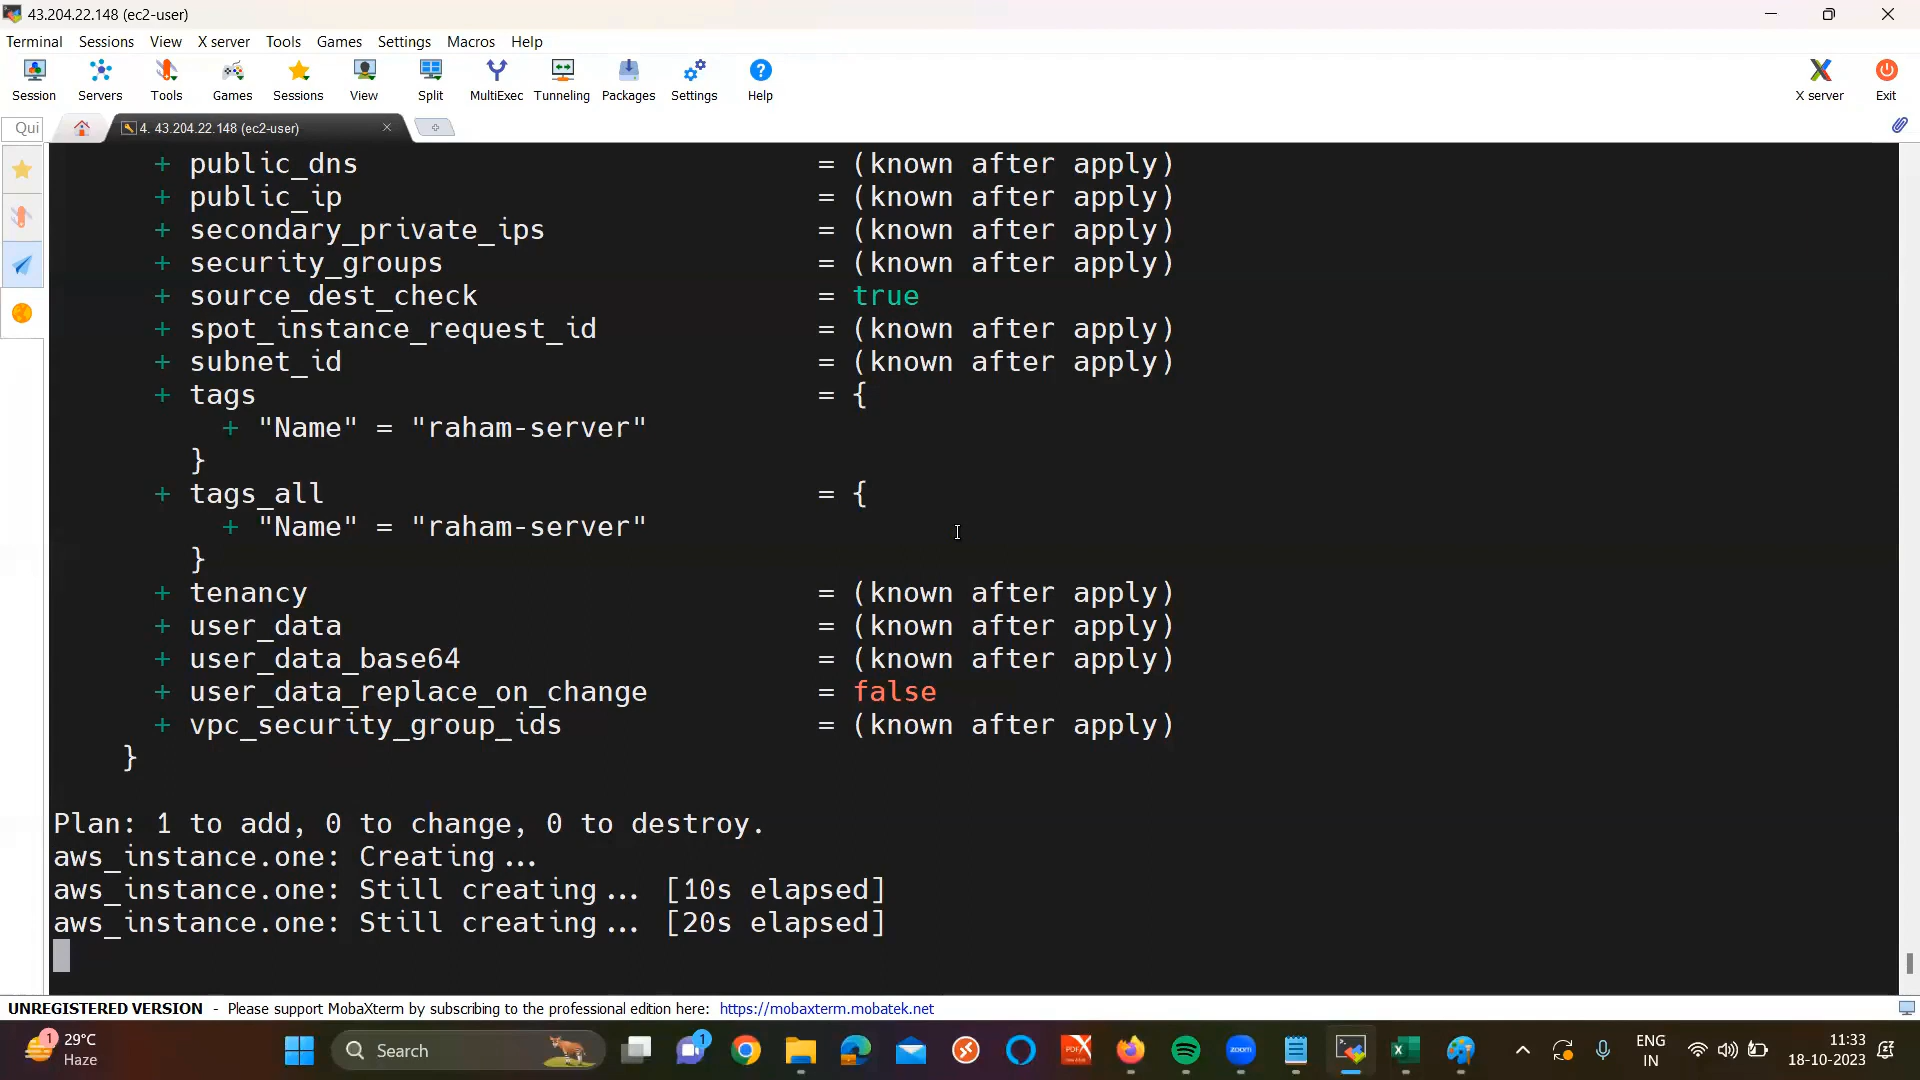 43.204.22.148 (ec2-user)
Terminal Sessions View X server Tools Games Settings Macros Help
Session Servers Tools Games Sessions View Split MultiExec Tunneling Packages Settings Help X server Exit
Qui 4. 43.204.22.148 (ec2-user)
+ public_dns = (known after apply)
+ public_ip = (known after apply)
+ secondary_private_ips = (known after apply)
+ security_groups = (known after apply)
+ source_dest_check = true
+ spot_instance_request_id = (known after apply)
+ subnet_id = (known after apply)
+ tags = {
+ "Name" = "raham-server"
}
+ tags_all = {
+ "Name" = "raham-server"
}
+ tenancy = (known after apply)
+ user_data = (known after apply)
+ user_data_base64 = (known after apply)
+ user_data_replace_on_change = false
+ vpc_security_group_ids = (known after apply)
}
Plan: 1 to add, 0 to change, 0 to destroy.
aws_instance.one: Creating...
aws_instance.one: Still creating... [10s elapsed]
aws_instance.one: Still creating... [20s elapsed]
UNREGISTERED VERSION - Please support MobaXterm by subscribing to the professional edition here: https://mobaxterm.mobatek.net
1 29°C Search 1 zoom ENG 11:33
Haze IN 18-10-2023